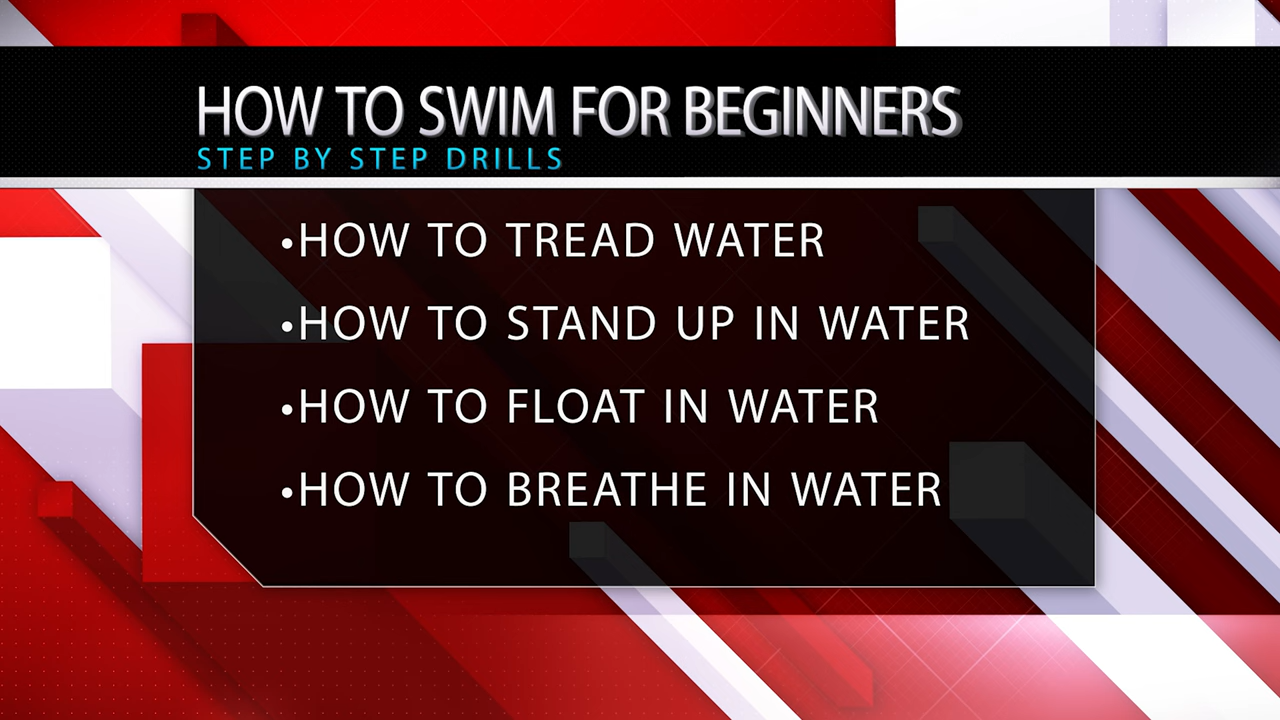 HOW TO SWIM FOR BEGINNERS
STEP BY STEP DRILLS
•HOW TO TREAD WATER
•HOW TO STAND UP IN WATER
•HOW TO FLOAT IN WATER
•HOW TO BREATHE IN WATER